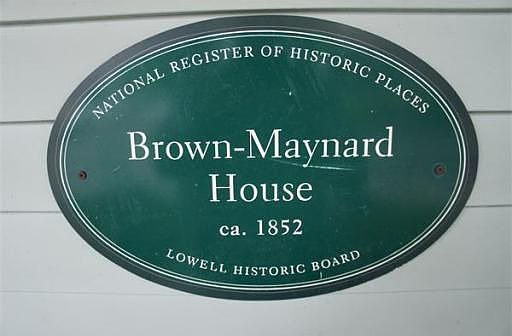 NATIONAL REGISTER OF HISTORIC PLACES
Brown-Maynard
House
ca. 1852
LOWELL HISTORIC BOARD